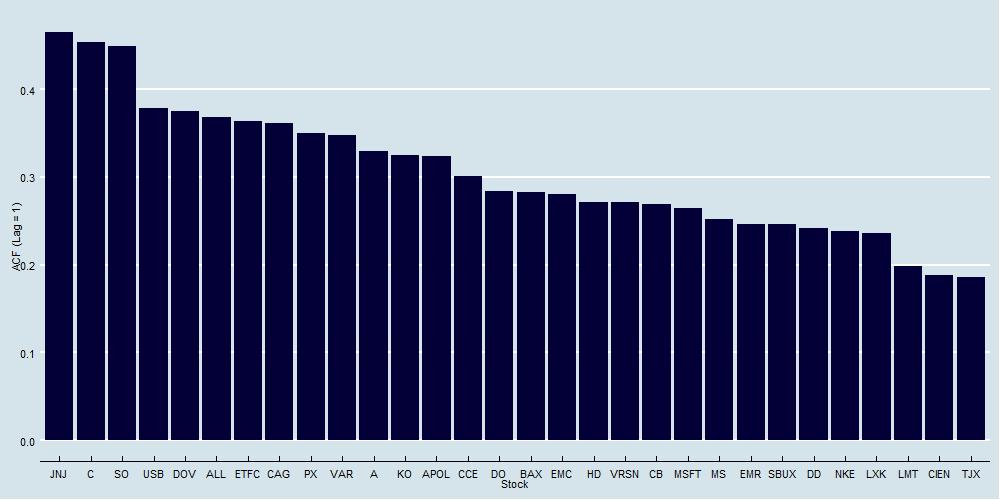 0.4
0.3
0.2
0.1
0.0
ACF (Lag = 1)
JNJ C SO USB DOV ALL ETFC CAG PX VAR A KO APOL CCE DO BAX EMC HD VRSN CB MSFT MS EMR SBUX DD NKE LXK LMT CIEN TJX
Stock